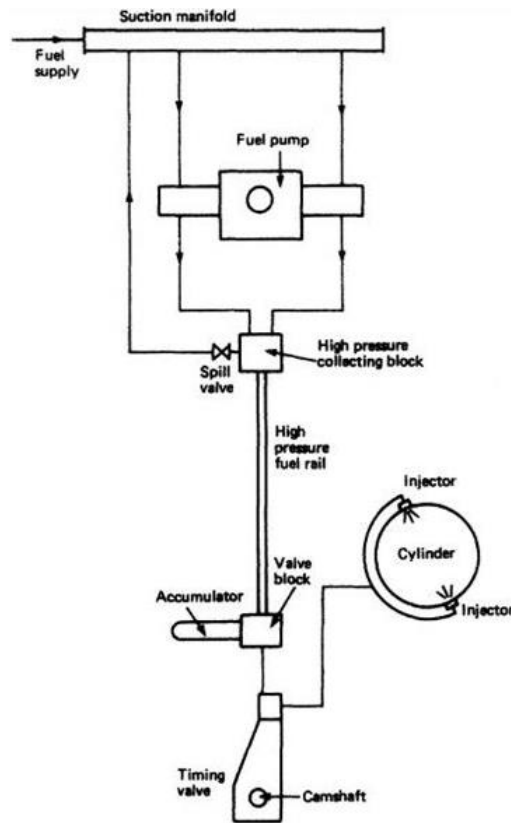 Suction manifold
Fuel
supply
Fuel pump
High pressure
collecting block
Spill
valve
High
pressure
fuel rail
Injector
Cylinder
Valve
block
Accumulator
Injector
Timing
valve
Camshaft